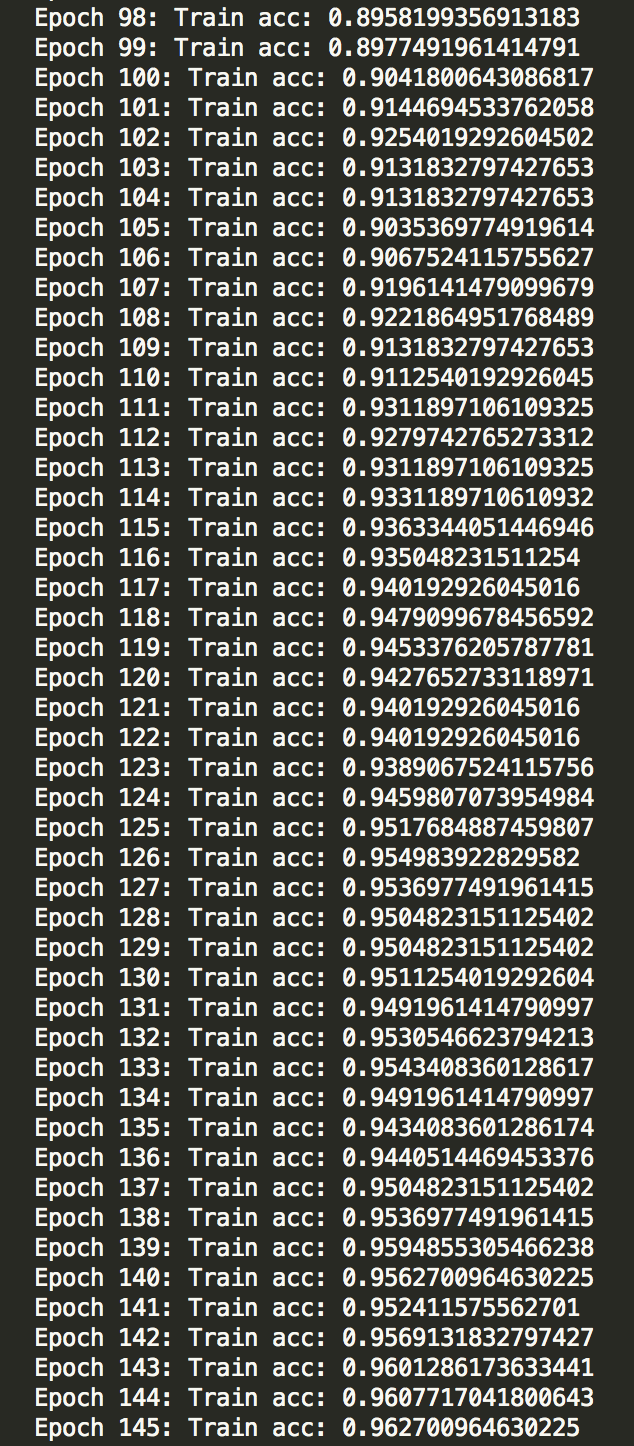 Epoch 98: Train acc: 0.8958199356913183
Epoch 99: Train acc: 0.8977491961414791
Epoch 100: Train acc: 0.9041800643086817
Epoch 101: Train acc: 0.9144694533762058
Epoch 102: Train acc: 0.9254019292604502
Epoch 103: Train acc: 0.9131832797427653
Epoch 104: Train acc: 0.9131832797427653
Epoch 105: Train acc: 0.9035369774919614
Epoch 106: Train acc: 0.9067524115755627
Epoch 107: Train acc: 0.9196141479099679
Epoch 108: Train acc: 0.9221864951768489
Epoch 109: Train acc: 0.9131832797427653
Epoch 110: Train acc: 0.9112540192926045
Epoch 111: Train acc: 0.9311897106109325
Epoch 112: Train acc: 0.9279742765273312
Epoch 113: Train acc: 0.9311897106109325
Epoch 114: Train acc: 0.9331189710610932
Epoch 115: Train acc: 0.9363344051446946
Epoch 116: Train acc: 0.935048231511254
Epoch 117: Train acc: 0.940192926045016
Epoch 118: Train acc: 0.9479099678456592
Epoch 119: Train acc: 0.9453376205787781
Epoch 120: Train acc: 0.9427652733118971
Epoch 121: Train acc: 0.940192926045016
Epoch 122: Train acc: 0.940192926045016
Epoch 123: Train acc: 0.9389067524115756
Epoch 124: Train acc: 0.9459807073954984
Epoch 125: Train acc: 0.9517684887459807
Epoch 126: Train acc: 0.954983922829582
Epoch 127: Train acc: 0.9536977491961415
Epoch 128: Train acc: 0.9504823151125402
Epoch 129: Train acc: 0.9504823151125402
Epoch 130: Train acc: 0.9511254019292604
Epoch 131: Train acc: 0.9491961414790997
Epoch 132: Train acc: 0.9530546623794213
Epoch 133: Train acc: 0.9543408360128617
Epoch 134: Train acc: 0.9491961414790997
Epoch 135: Train acc: 0.9434083601286174
Epoch 136: Train acc: 0.9440514469453376
Epoch 137: Train acc: 0.9504823151125402
Epoch 138: Train acc: 0.9536977491961415
Epoch 139: Train acc: 0.9594855305466238
Epoch 140: Train acc: 0.9562700964630225
Epoch 141: Train acc: 0.952411575562701
Epoch 142: Train acc: 0.9569131832797427
Epoch 143: Train acc: 0.9601286173633441
Epoch 144: Train acc: 0.9607717041800643
Epoch 145: Train acc: 0.962700964630225